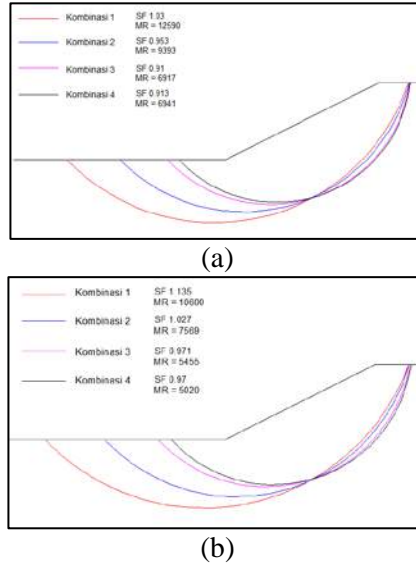 Kombinasi 1 SF 1.03
MR = 12590
Kombinasi 2 SF 0.953
MR = 9393
Kombinasi 3 SF 0.91
MR = 6917
Kombinasi 4 SF 0.913
MR = 6941
(a)
Kombinasi 1 SF 1.135
MR = 10600
Kombinasi 2 SF 1.027
MR = 7569
Kombinasi 3 SF 0.971
MR = 5455
Kombinasi 4 SF 0.97
MR = 5020
(b)